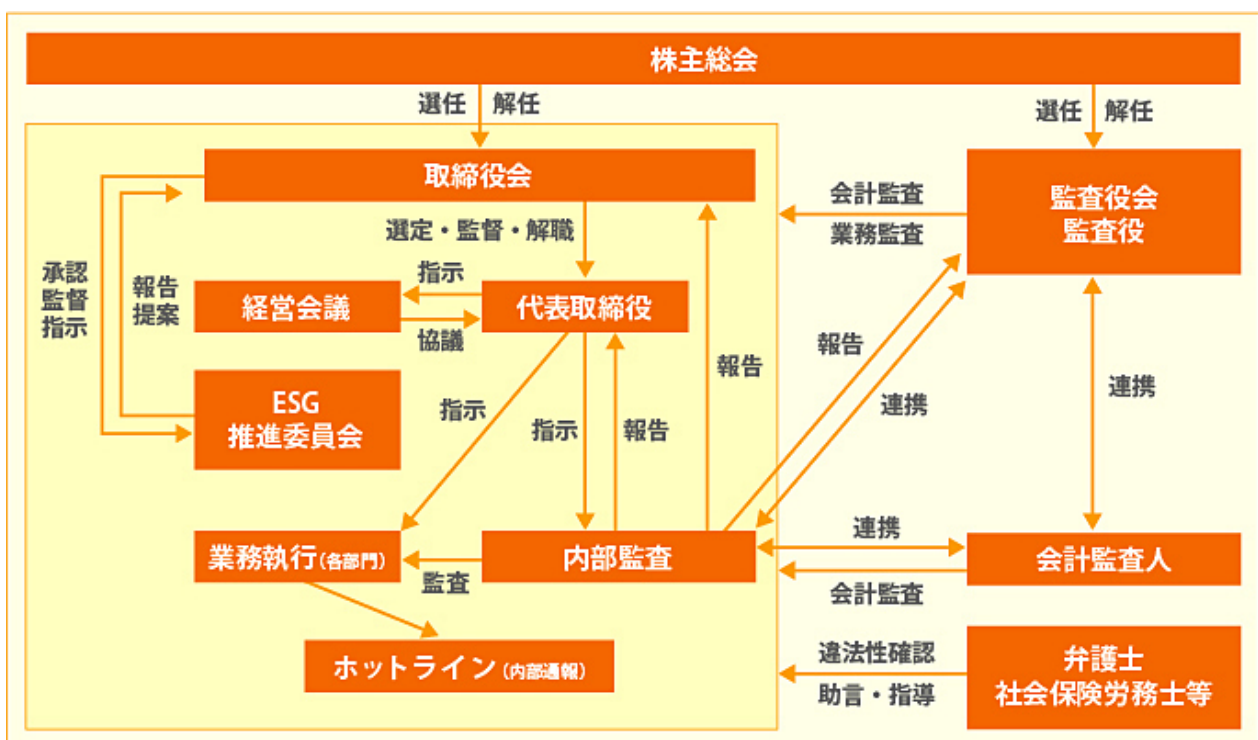 株主総会
選任 解任
選任 解任
取締役会
監査役会
監査役
会計監査
業務監査
選定・監督・解職
承認
監督
指示
報告
提案
指示
経営会議
代表取締役
協議
報告
報告
連携
連携
ESG
推進委員会
指示
指示
報告
業務執行(各部門)
監査
内部監査
連携
会計監査
会計監査人
ホットライン(内部通報)
違法性確認
助言・指導
弁護士
社会保険労務士等